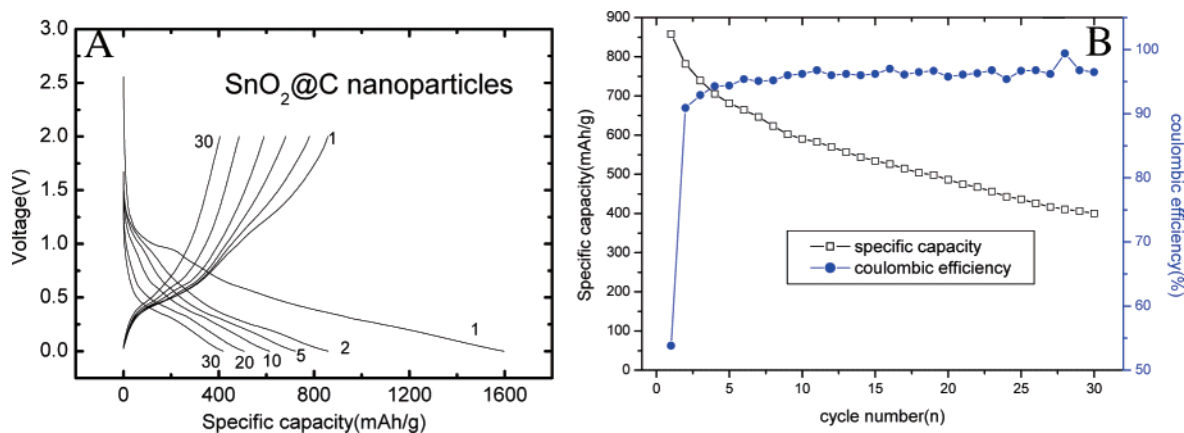 A
SnO2@C nanoparticles
3.0
2.5
2.0
1.5
1.0
0.5
0.0
Voltage(V)
30
1
1
2
5
10
20
30
0 400 800 1200 1600
Specific capacity(mAh/g)
B
900
800
700
600
500
400
300
200
100
0
Specific capacity(mAh/g)
100
90
80
70
60
50
coulombic efficiency(%)
specific capacity
coulombic efficiency
0 5 10 15 20 25 30
cycle number(n)